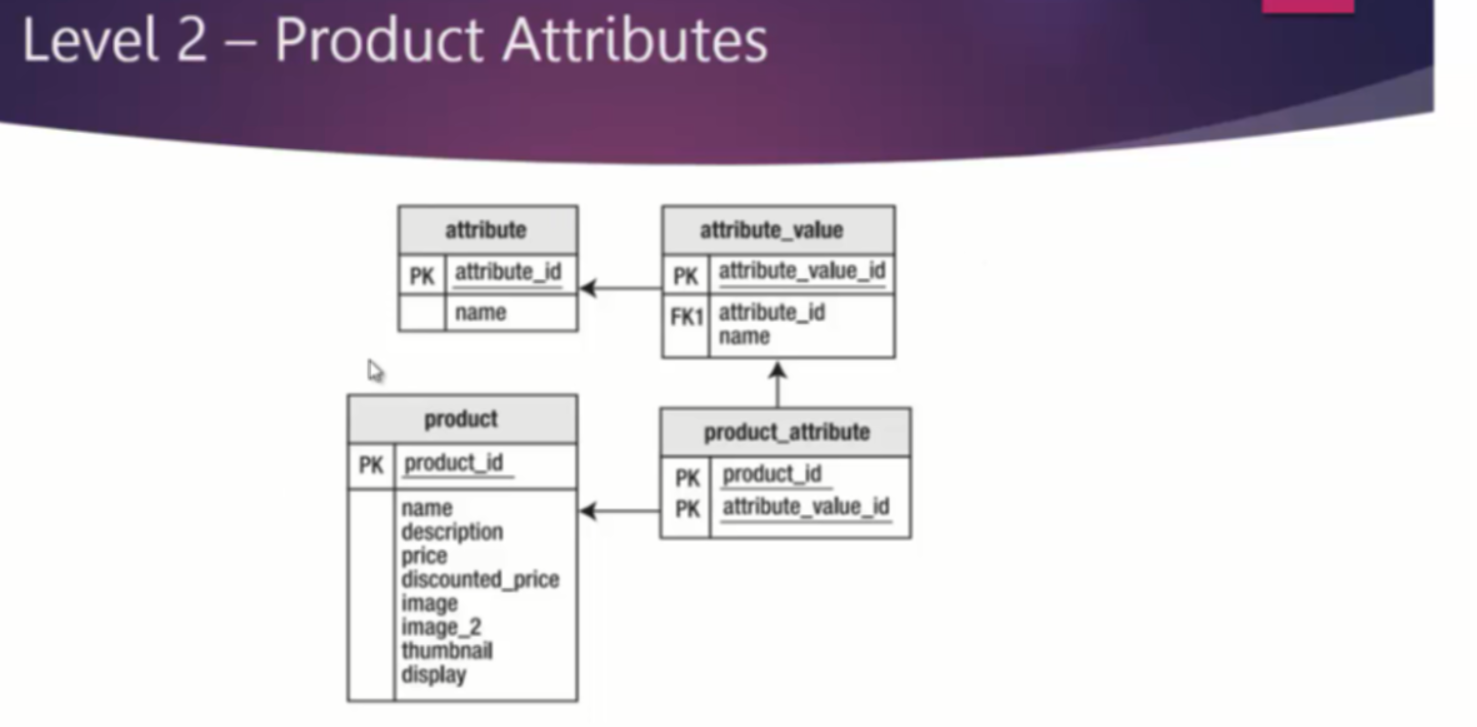 Level 2 – Product Attributes
attribute
PK attribute_id
name
attribute_value
PK attribute_value_id
FK1 attribute_id
name
product
PK product_id
name
description
price
discounted_price
image
image_2
thumbnail
display
product_attribute
PK product_id
PK attribute_value_id